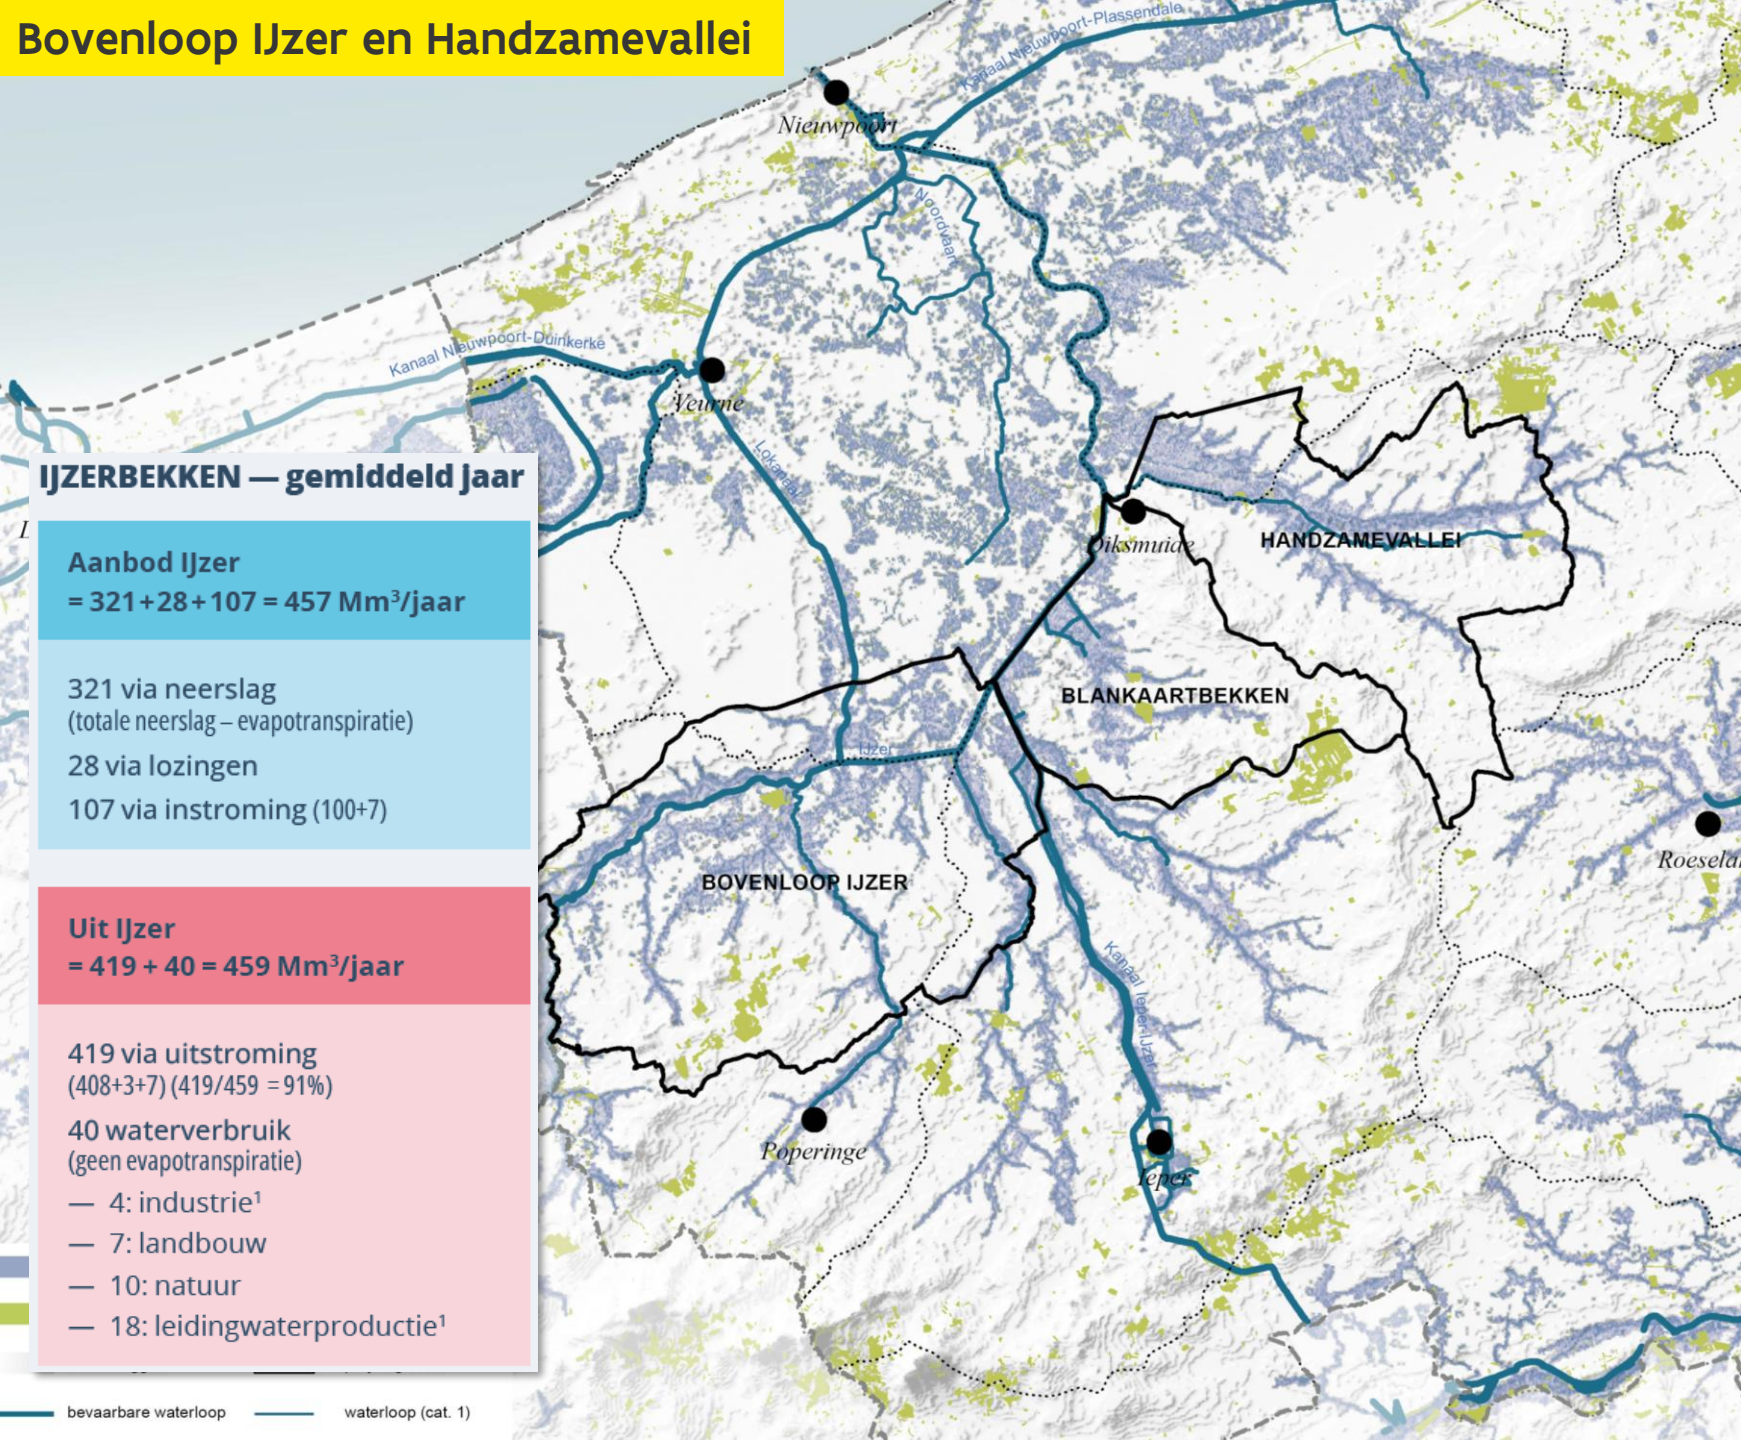 Bovenloop IJzer en Handzamevallei
Kanaal Nieuwpoort-Plassendale
Nieuwpoort
Noordvaart
Kanaal Nieuwpoort-Duinkerke
Veurne
Lokanaal
IJZERBEKKEN — gemiddeld jaar
Aanbod IJzer
= 321+28+107 = 457 Mm³/jaar
321 via neerslag
(totale neerslag – evapotranspiratie)
28 via lozingen
107 via instroming (100+7)
Uit IJzer
= 419 + 40 = 459 Mm³/jaar
419 via uitstroming
(408+3+7) (419/459 = 91%)
40 waterverbruik
(geen evapotranspiratie)
— 4: industrie¹
— 7: landbouw
— 10: natuur
— 18: leidingwaterproductie¹
Diksmuide
HANDZAMEVALLEI
BLANKAARTBEKKEN
IJzer
BOVENLOOP IJZER
Kanaal Ieper-IJzer
Roesela
Poperinge
Ieper
bevaarbare waterloop
waterloop (cat. 1)